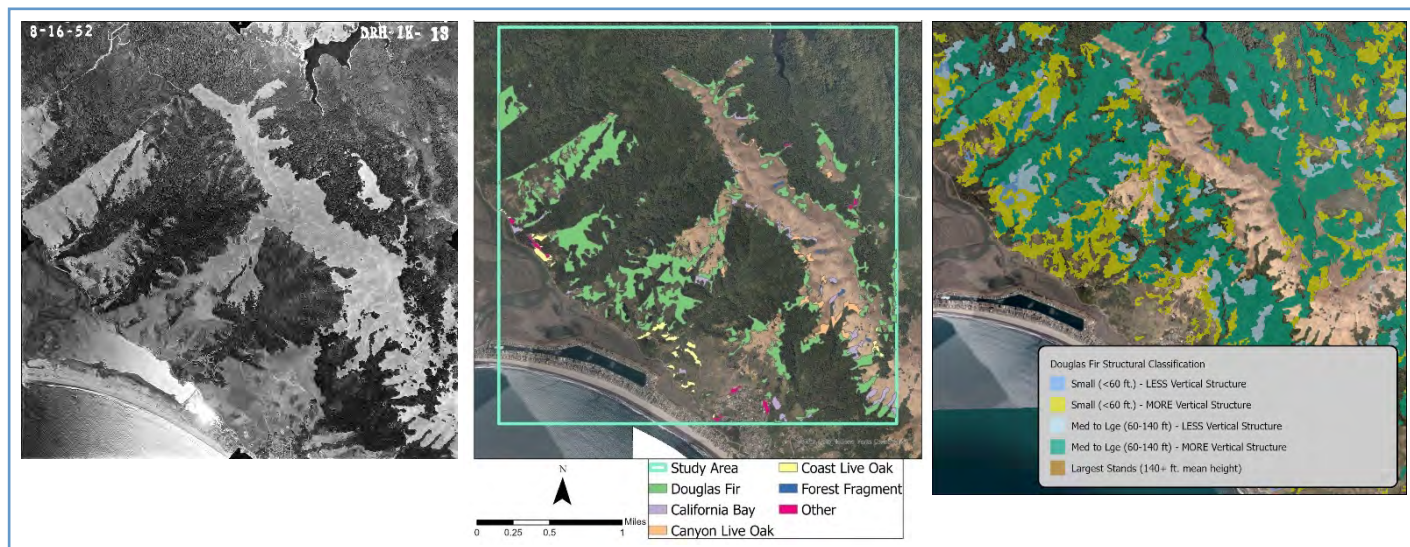 8-16-52
DRH-1K- 13
Study Area
Douglas Fir
California Bay
Canyon Live Oak
Coast Live Oak
Forest Fragment
Other
N
Miles
0 0.25 0.5 1
Douglas Fir Structural Classification
Small (<60 ft.) - LESS Vertical Structure
Small (<60 ft.) - MORE Vertical Structure
Med to Lge (60-140 ft) - LESS Vertical Structure
Med to Lge (60-140 ft) - MORE Vertical Structure
Largest Stands (140+ ft. mean height)